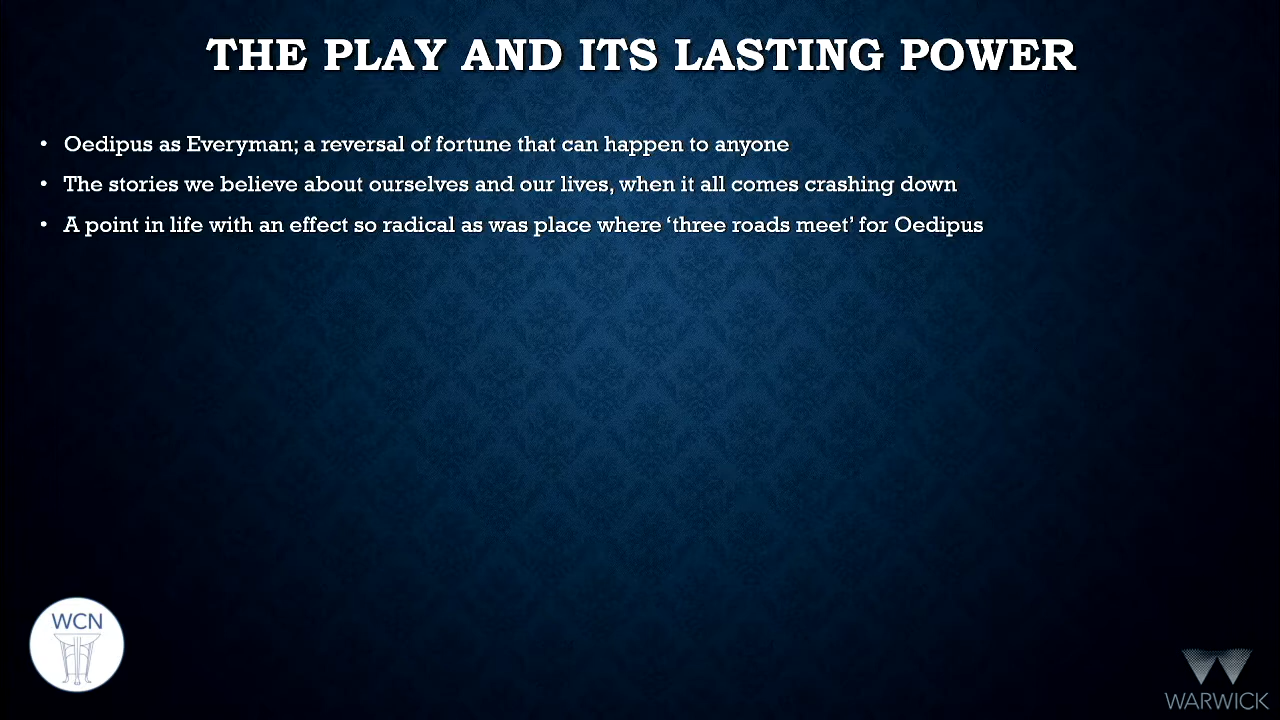 THE PLAY AND ITS LASTING POWER
• Oedipus as Everyman; a reversal of fortune that can happen to anyone
• The stories we believe about ourselves and our lives, when it all comes crashing down
• A point in life with an effect so radical as was place where ‘three roads meet’ for Oedipus
WCN
WARWICK